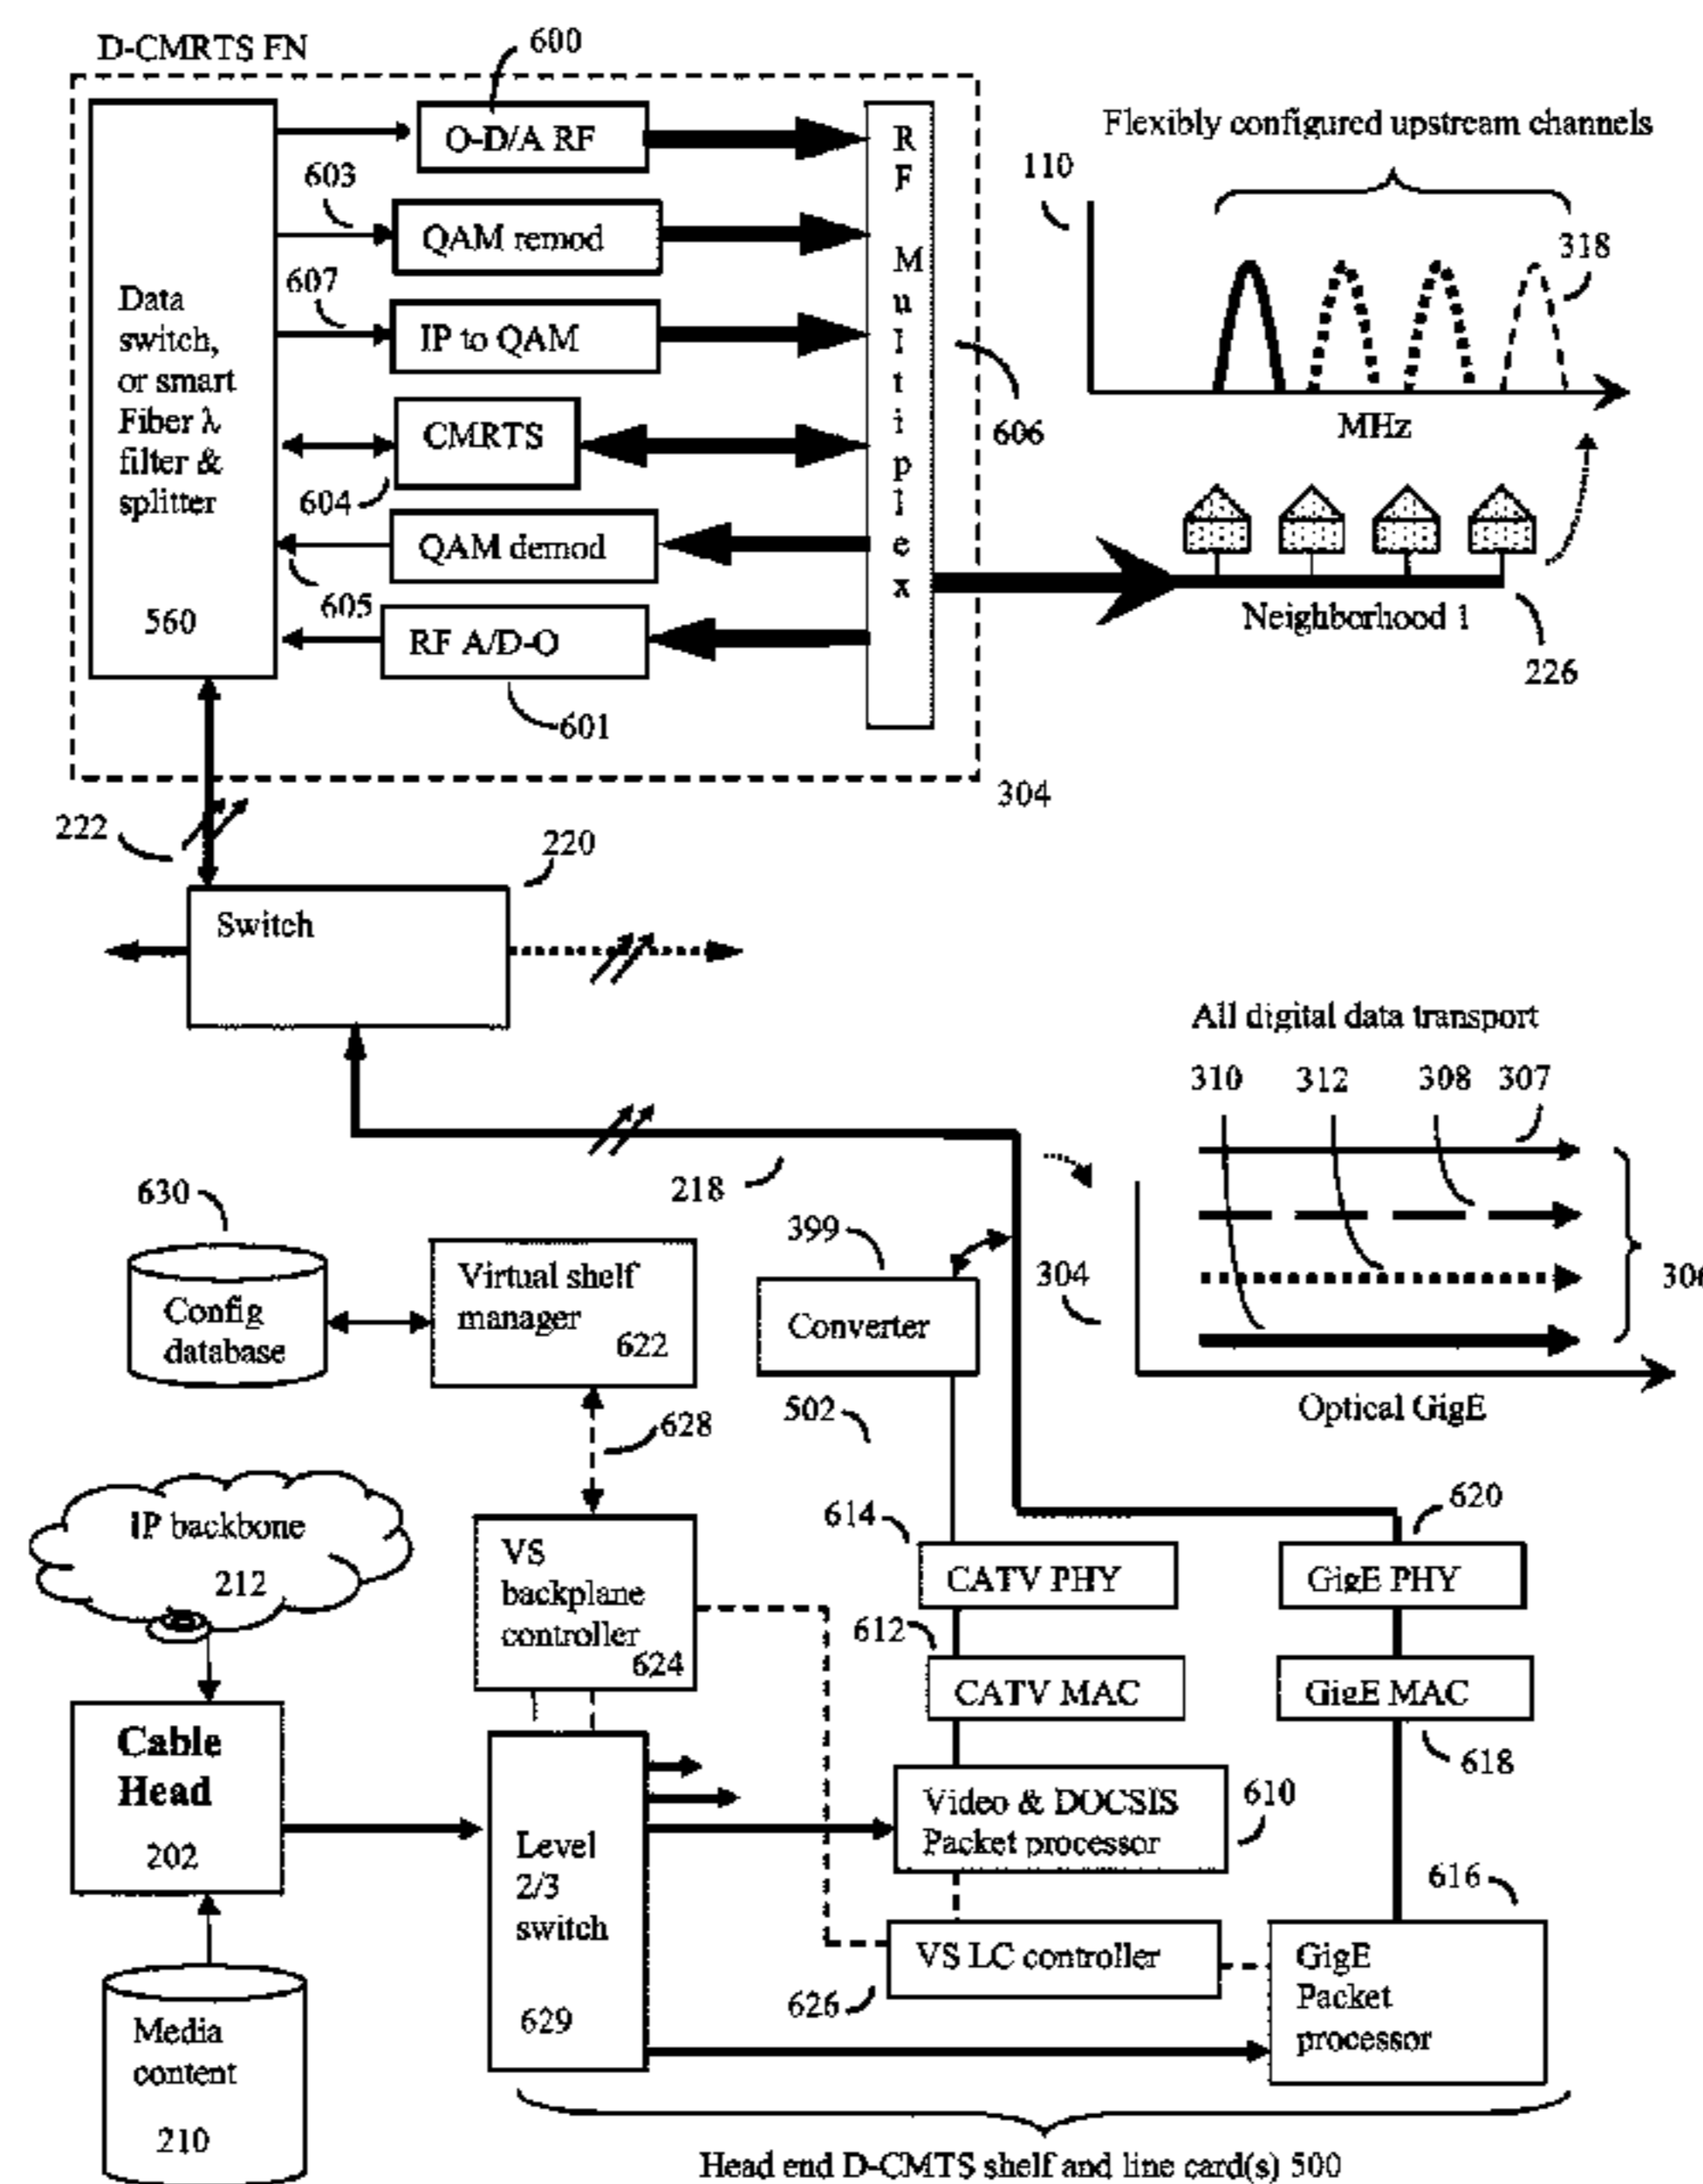 D-CMRTS FN
600
O-D/A RF
603
QAM remod
607
IP to QAM
Data
switch,
or smart
Fiber λ
filter &
splitter
560
CMRTS
604
QAM demod
605
RF A/D-O
601
RF Multiplex
606
304
Flexibly configured upstream channels
110
318
MHz
Neighborhood 1
226
222
220
Switch
218
All digital data transport
310 312 308 307
304
306
Optical GigE
630
Config
database
Virtual shelf
manager
622
399
Converter
502
628
IP backbone
212
VS
backplane
controller
624
614
CATV PHY
620
GigE PHY
612
CATV MAC
GigE MAC
618
Cable
Head
202
Level
2/3
switch
629
Video & DOCSIS
Packet processor
610
616
VS LC controller
626
GigE
Packet
processor
Media
content
210
Head end D-CMTS shelf and line card(s) 500